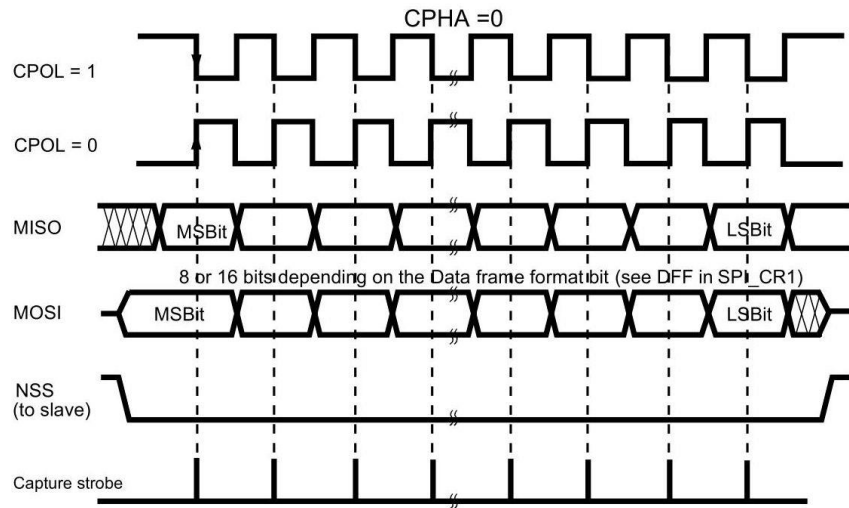 CPHA =0
CPOL = 1
CPOL = 0
MISO
MSBit
LSBit
8 or 16 bits depending on the Data frame format bit (see DFF in SPI_CR1)
MOSI
MSBit
LSBit
NSS
(to slave)
Capture strobe